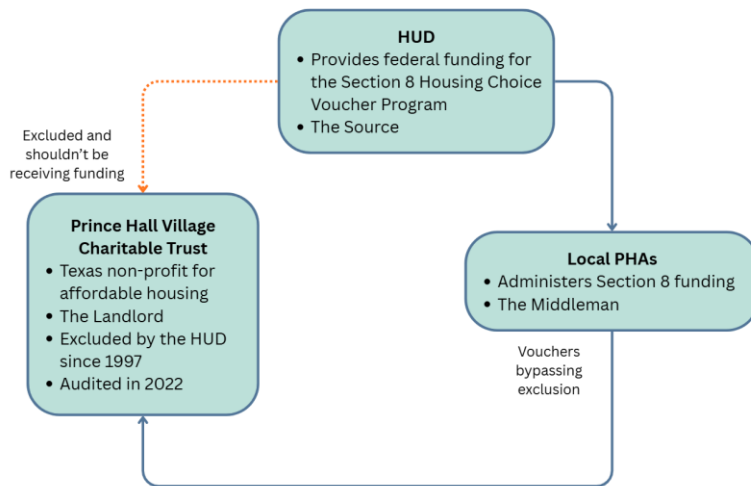 HUD
• Provides federal funding for
the Section 8 Housing Choice
Voucher Program
• The Source
Excluded and
shouldn't be
receiving funding
Prince Hall Village
Charitable Trust
• Texas non-profit for
affordable housing
• The Landlord
• Excluded by the HUD
since 1997
• Audited in 2022
Local PHAs
• Administers Section 8 funding
• The Middleman
Vouchers
bypassing
exclusion